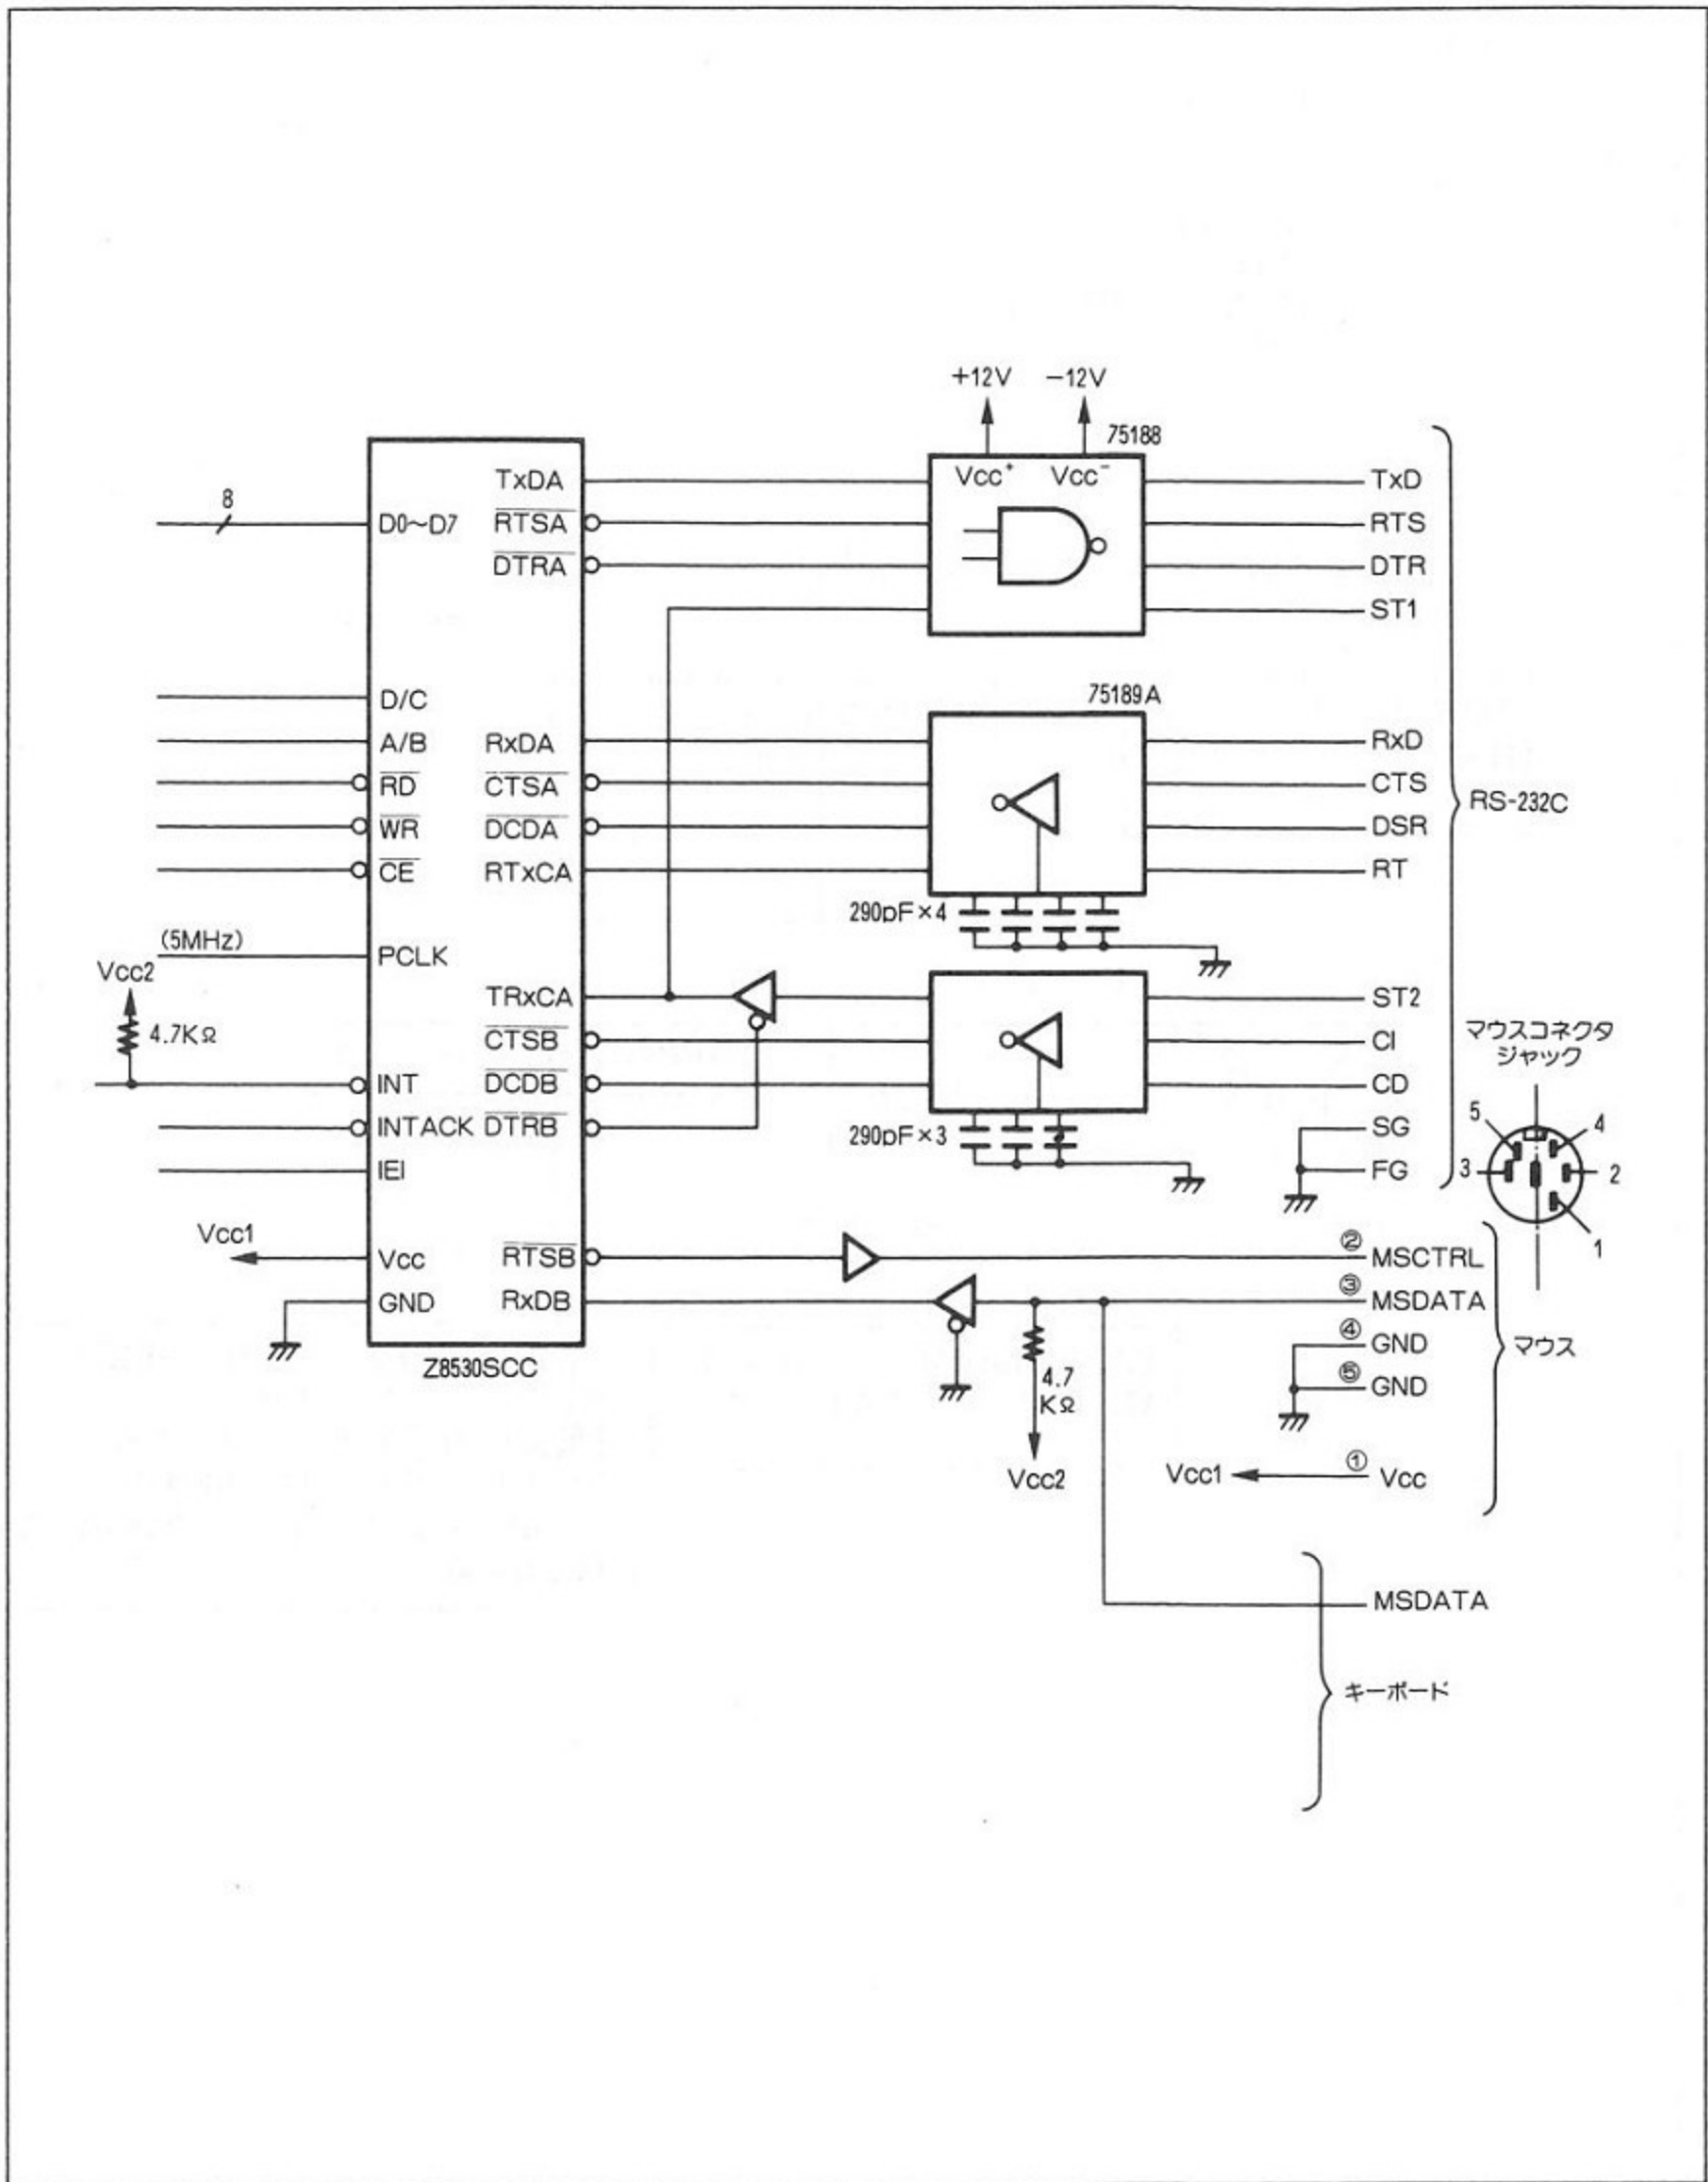 +12V −12V
75188
Vcc⁺ Vcc⁻
8
D0~D7
D/C
A/B
RD
WR
CE
(5MHz)
PCLK
Vcc2
4.7KΩ
INT
INTACK
IEI
Vcc1
Vcc
GND
TxDA
RTSA
DTRA
RxDA
CTSA
DCDA
RTxCA
TRxCA
CTSB
DCDB
DTRB
RTSB
RxDB
Z8530SCC
75189A
290pF×4
290pF×3
TxD
RTS
DTR
ST1
RxD
CTS
DSR
RT
ST2
CI
CD
SG
FG
RS-232C
マウスコネクタ
ジャック
5
4
3
2
1
② MSCTRL
③ MSDATA
④ GND
⑤ GND
Vcc1 ① Vcc
マウス
4.7
KΩ
Vcc2
MSDATA
キーボード